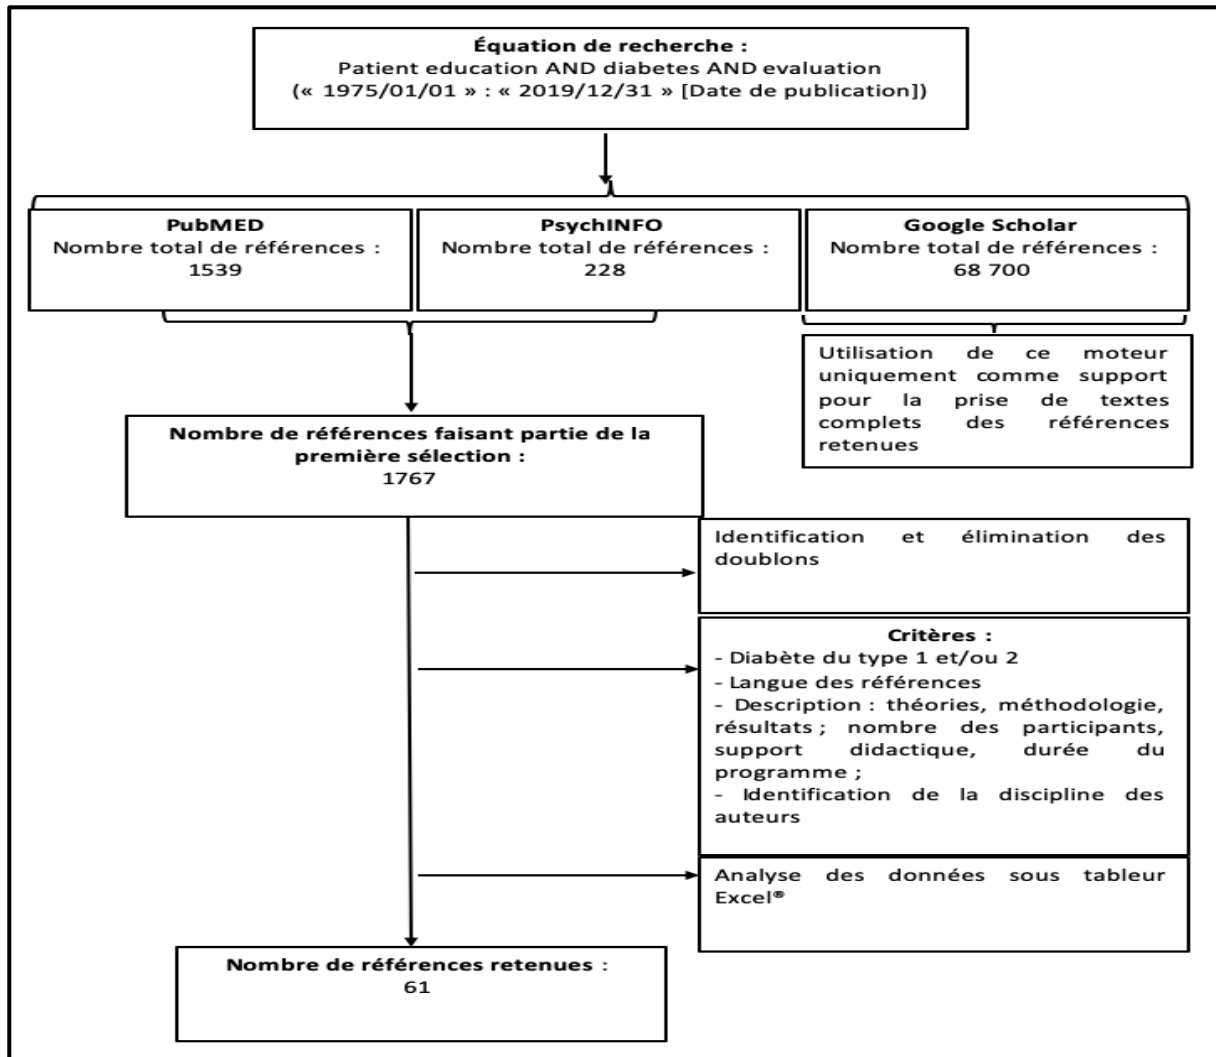 Équation de recherche :
Patient education AND diabetes AND evaluation
(« 1975/01/01 » : « 2019/12/31 » [Date de publication])
PubMED
Nombre total de références :
1539
PsychINFO
Nombre total de références :
228
Google Scholar
Nombre total de références :
68 700
Utilisation de ce moteur
uniquement comme support
pour la prise de textes
complets des références
retenues
Nombre de références faisant partie de la
première sélection :
1767
Identification et élimination des
doublons
Critères :
- Diabète du type 1 et/ou 2
- Langue des références
- Description : théories, méthodologie,
résultats ; nombre des participants,
support didactique, durée du
programme ;
- Identification de la discipline des
auteurs
Analyse des données sous tableur
Excel®
Nombre de références retenues :
61